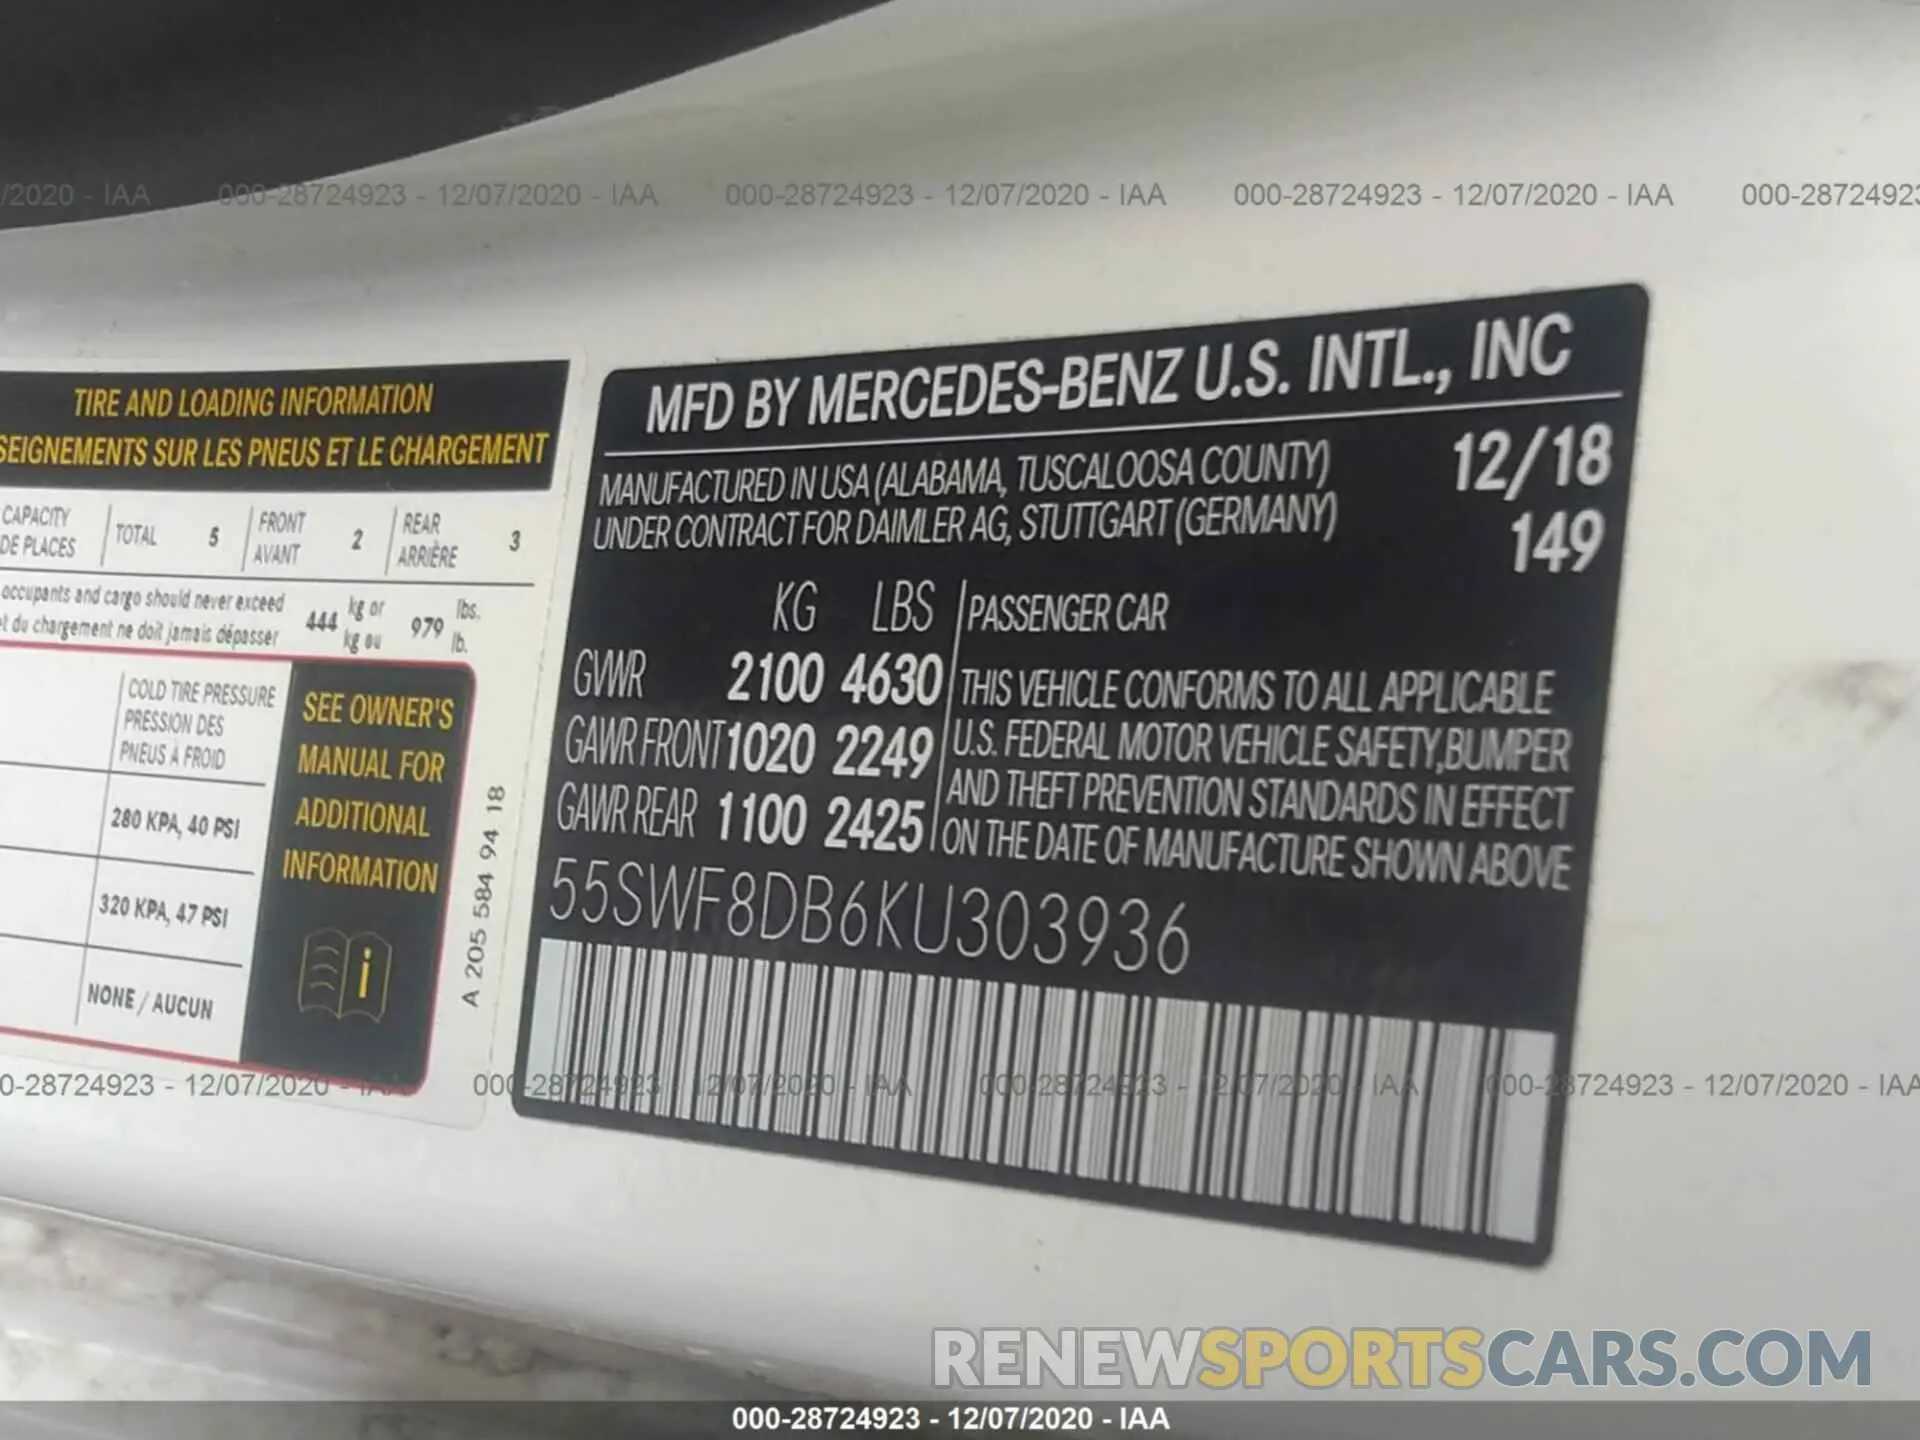 /2020 - IAA 000-28724923 - 12/07/2020 - IAA 000-28724923 - 12/07/2020 - IAA 000-28724923 - 12/07/2020 - IAA 000-28724923
TIRE AND LOADING INFORMATION
SEIGNEMENTS SUR LES PNEUS ET LE CHARGEMENT
CAPACITY
DE PLACES
TOTAL 5
FRONT
AVANT
2
REAR
ARRIÈRE
3
occupants and cargo should never exceed
et du chargement ne doit jamais dépasser
444
kg or
kg ou
979
lbs.
lb.
COLD TIRE PRESSURE
PRESSION DES
PNEUS À FROID
280 KPA, 40 PSI
320 KPA, 47 PSI
NONE / AUCUN
SEE OWNER'S
MANUAL FOR
ADDITIONAL
INFORMATION
i
A 205 584 94 18
MFD BY MERCEDES-BENZ U.S. INTL., INC
MANUFACTURED IN USA (ALABAMA, TUSCALOOSA COUNTY)
UNDER CONTRACT FOR DAIMLER AG, STUTTGART (GERMANY)
12/18
149
KG LBS
GVWR 2100 4630
GAWR FRONT 1020 2249
GAWR REAR 1100 2425
PASSENGER CAR
THIS VEHICLE CONFORMS TO ALL APPLICABLE
U.S. FEDERAL MOTOR VEHICLE SAFETY,BUMPER
AND THEFT PREVENTION STANDARDS IN EFFECT
ON THE DATE OF MANUFACTURE SHOWN ABOVE
55SWF8DB6KU303936
0-28724923 - 12/07/2020 - IAA 000-28724923 - 12/07/2020 - IAA 000-28724923 - 12/07/2020 - IAA 000-28724923 - 12/07/2020 - IAA
RENEWSPORTSCARS.COM
000-28724923 - 12/07/2020 - IAA